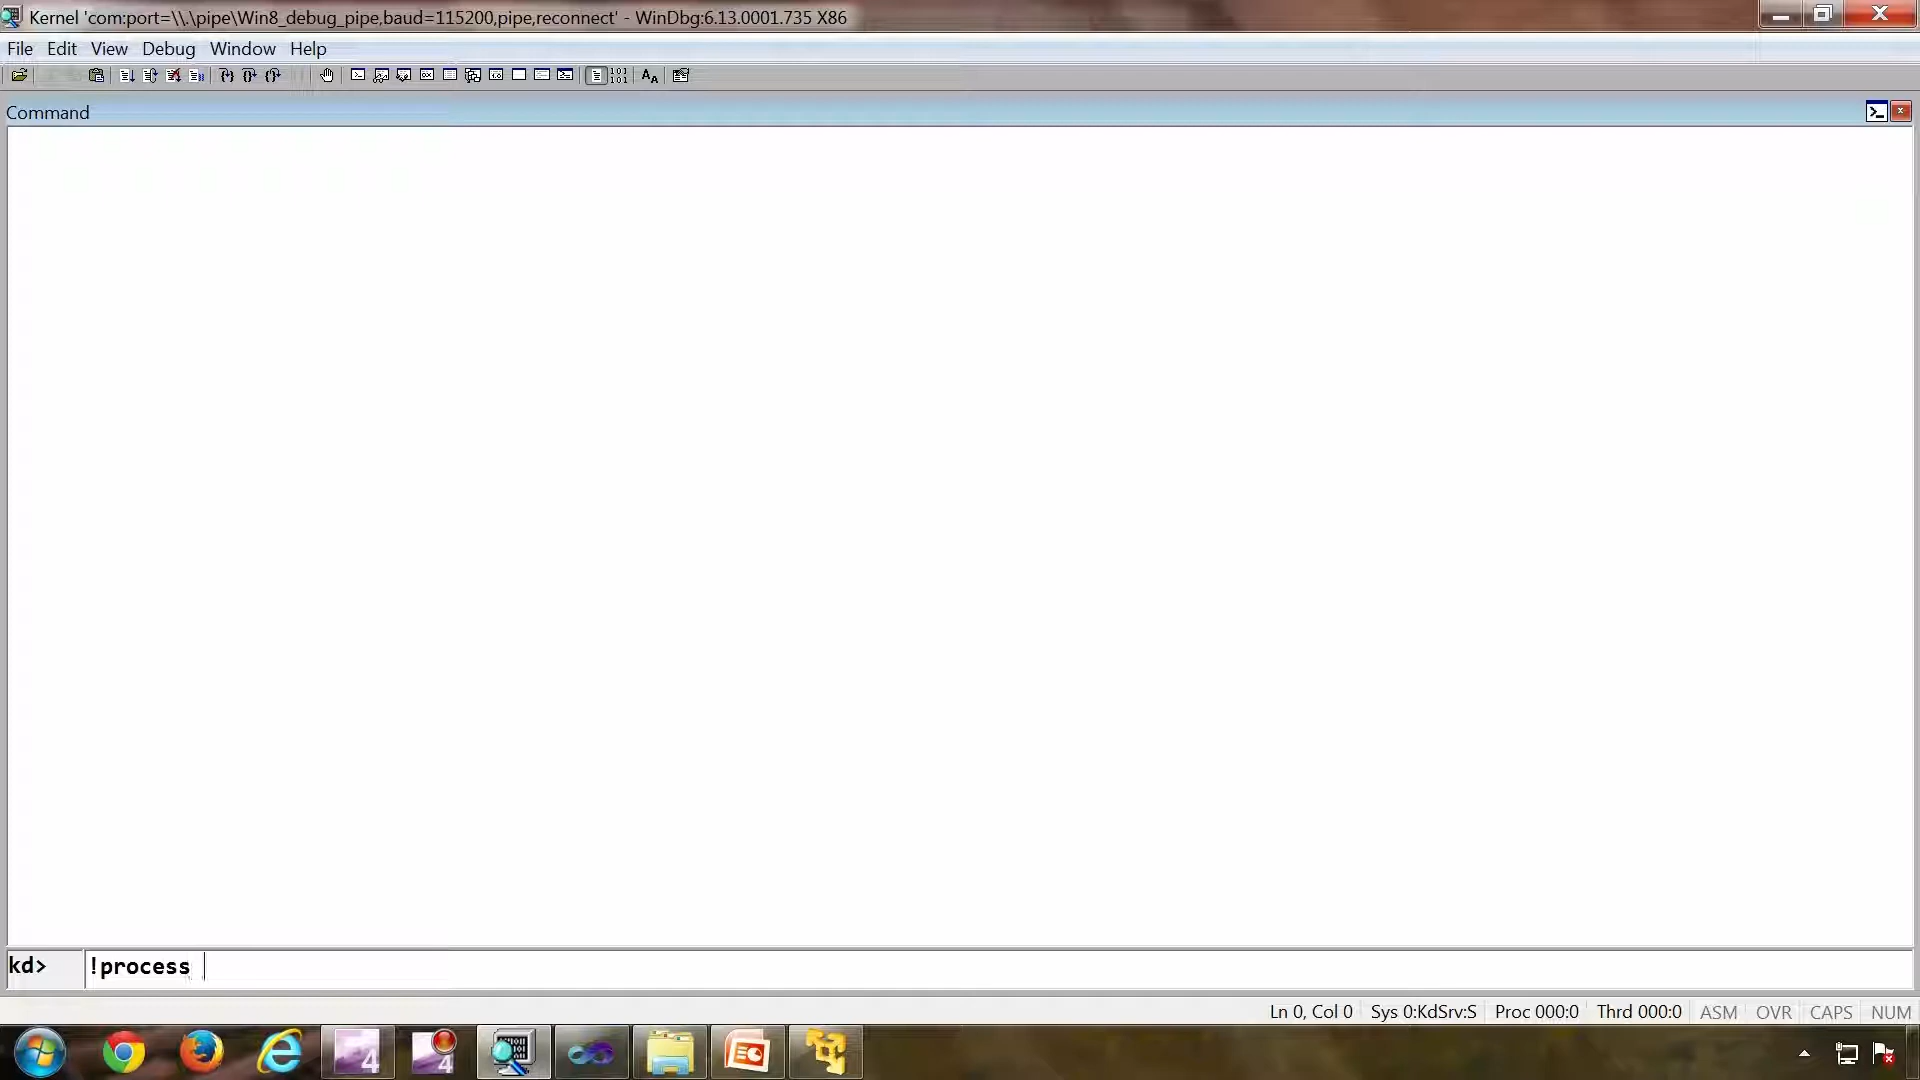 Kernel 'com:port=\\.\pipe\Win8_debug_pipe,baud=115200,pipe,reconnect' - WinDbg:6.13.0001.735 X86
File Edit View Debug Window Help
Command
kd> !process
Ln 0, Col 0 Sys 0:KdSrv:S Proc 000:0 Thrd 000:0 ASM OVR CAPS NUM
4 4